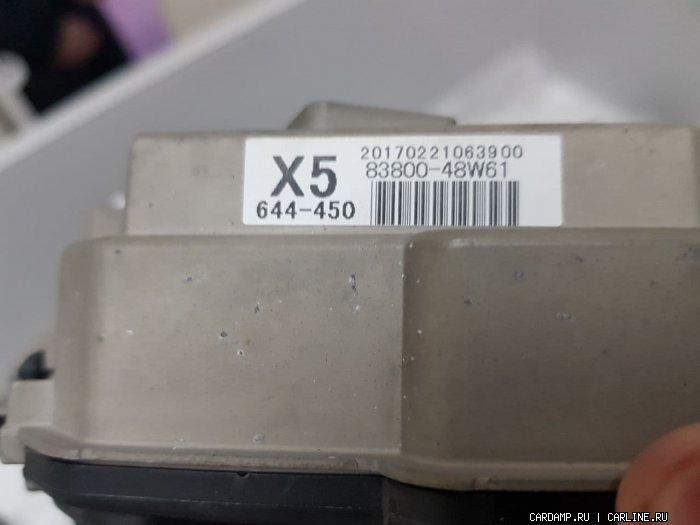 X5
644-450
20170221063900
83800-48W61
CARDAMP.RU | CARLINE.RU